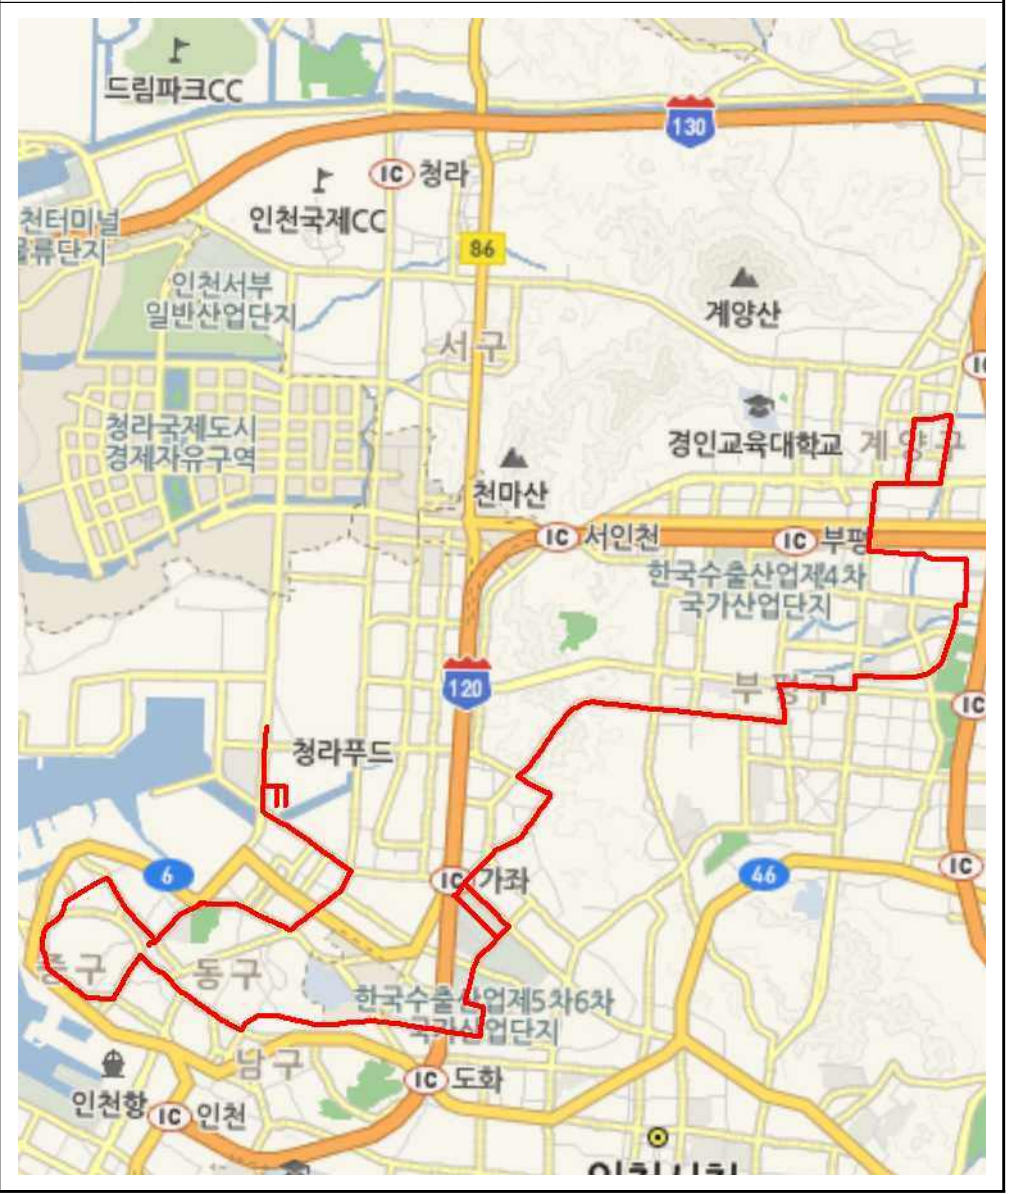 드림파크CC
130
IC 청라
인천국제CC
천터미널
물류단지
86
인천서부
일반산업단지
계양산
서구
IC
청라국제도시
경제자유구역
경인교육대학교
계양구
천마산
IC 서인천
IC 부평
한국수출산업제4차
국가산업단지
120
부평구
IC
청라푸드
6
IC 가좌
46
IC
중구
동구
한국수출산업제5차6차
국가산업단지
남구
인천항
IC 인천
IC 도화